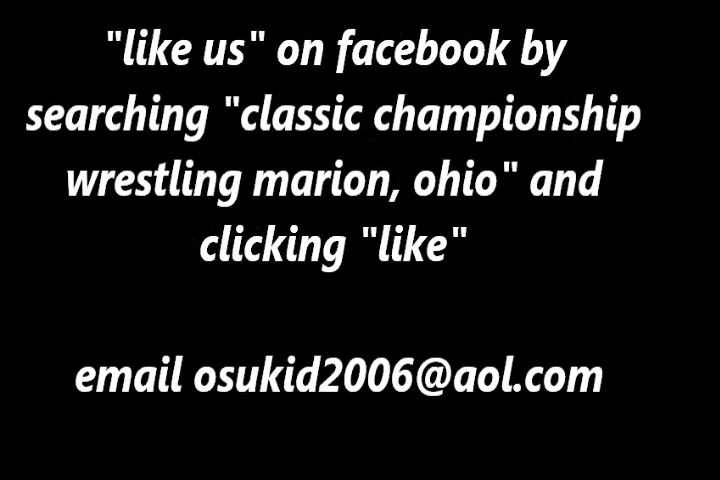 "like us" on facebook by
searching "classic championship
wrestling marion, ohio" and
clicking "like"
email osukid2006@aol.com